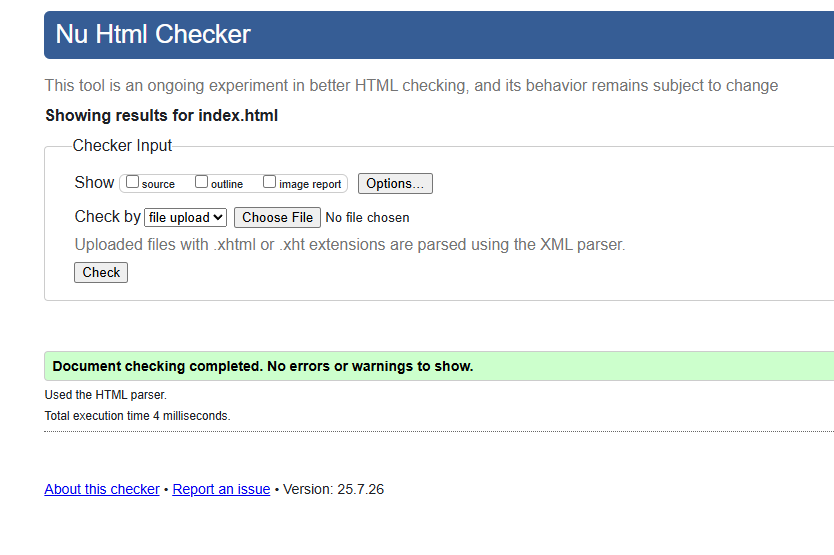 Nu Html Checker
This tool is an ongoing experiment in better HTML checking, and its behavior remains subject to change
Showing results for index.html
Checker Input
Show source outline image report Options...
Check by file upload Choose File No file chosen
Uploaded files with .xhtml or .xht extensions are parsed using the XML parser.
Check
Document checking completed. No errors or warnings to show.
Used the HTML parser.
Total execution time 4 milliseconds.
About this checker • Report an issue • Version: 25.7.26